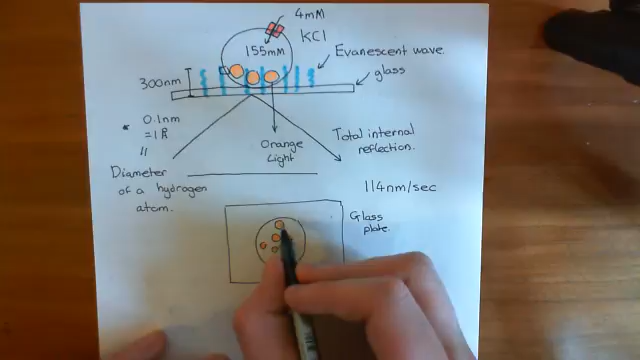 4mM
KCl
155mM
Evanescent wave.
glass
300nm
0.1nm
= 1 Å
"
Diameter
of a hydrogen
atom.
Orange
Light
Total internal
reflection.
114nm/sec
Glass
plate.